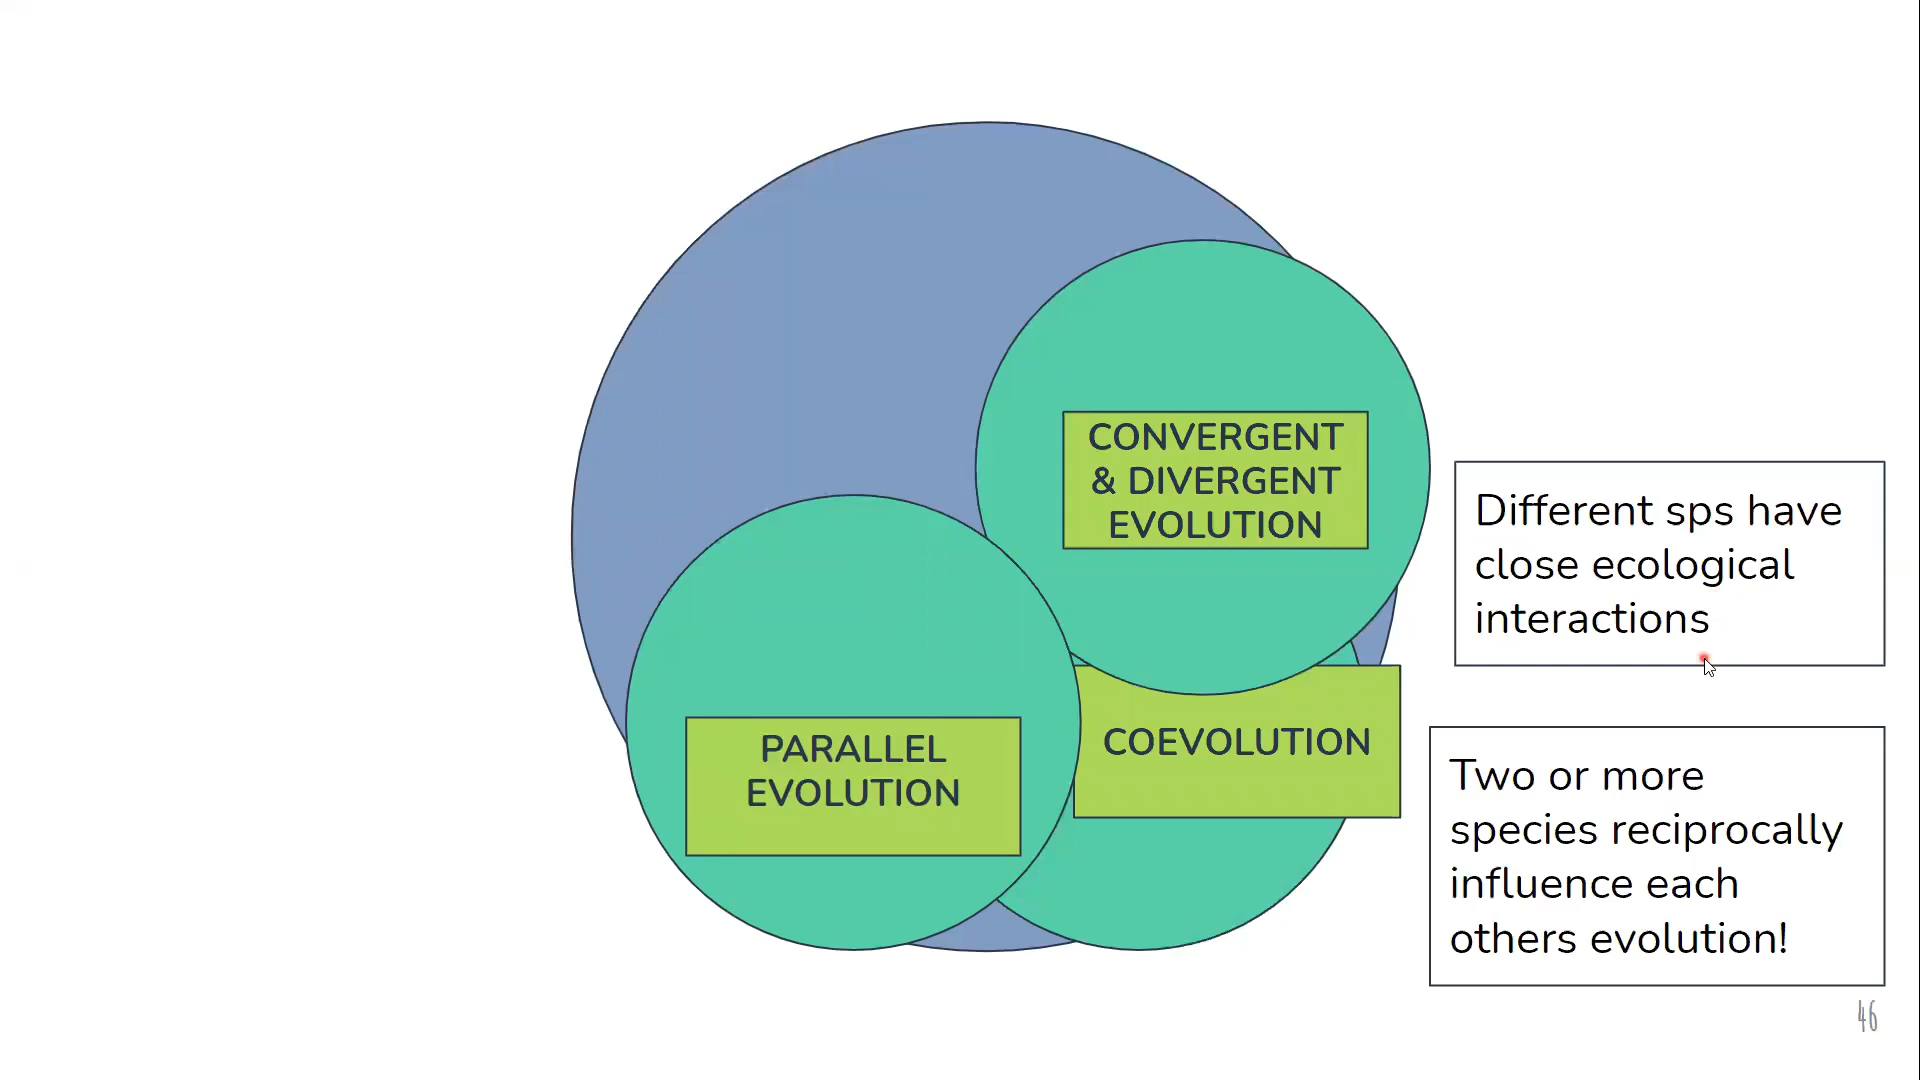 CONVERGENT
& DIVERGENT
EVOLUTION
PARALLEL
EVOLUTION
COEVOLUTION
Different sps have
close ecological
interactions
Two or more
species reciprocally
influence each
others evolution!
46